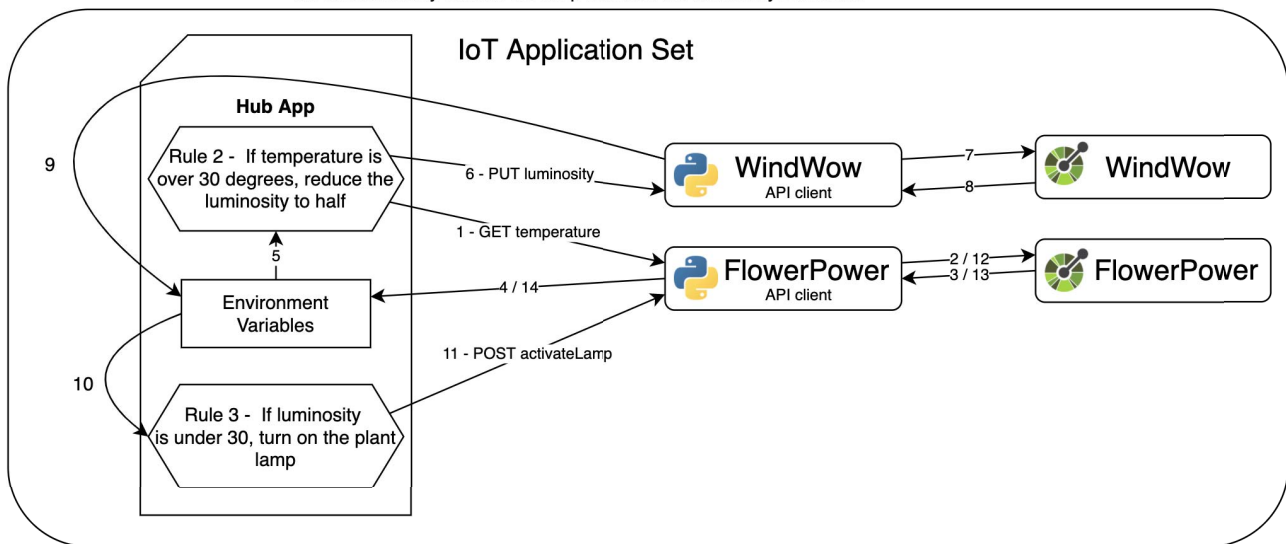 IoT Application Set
Hub App
Rule 2 - If temperature is
over 30 degrees, reduce the
luminosity to half
9
6 - PUT luminosity
1 - GET temperature
5
Environment
Variables
4 / 14
10
11 - POST activateLamp
Rule 3 - If luminosity
is under 30, turn on the plant
lamp
WindWow
API client
7
8
WindWow
FlowerPower
API client
2 / 12
3 / 13
FlowerPower